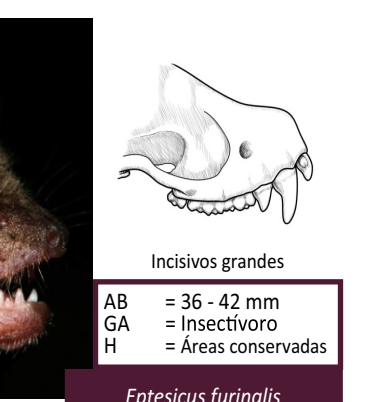 Incisivos grandes
AB = 36 - 42 mm
GA = Insectívoro
H = Áreas conservadas
Eptesicus furinalis